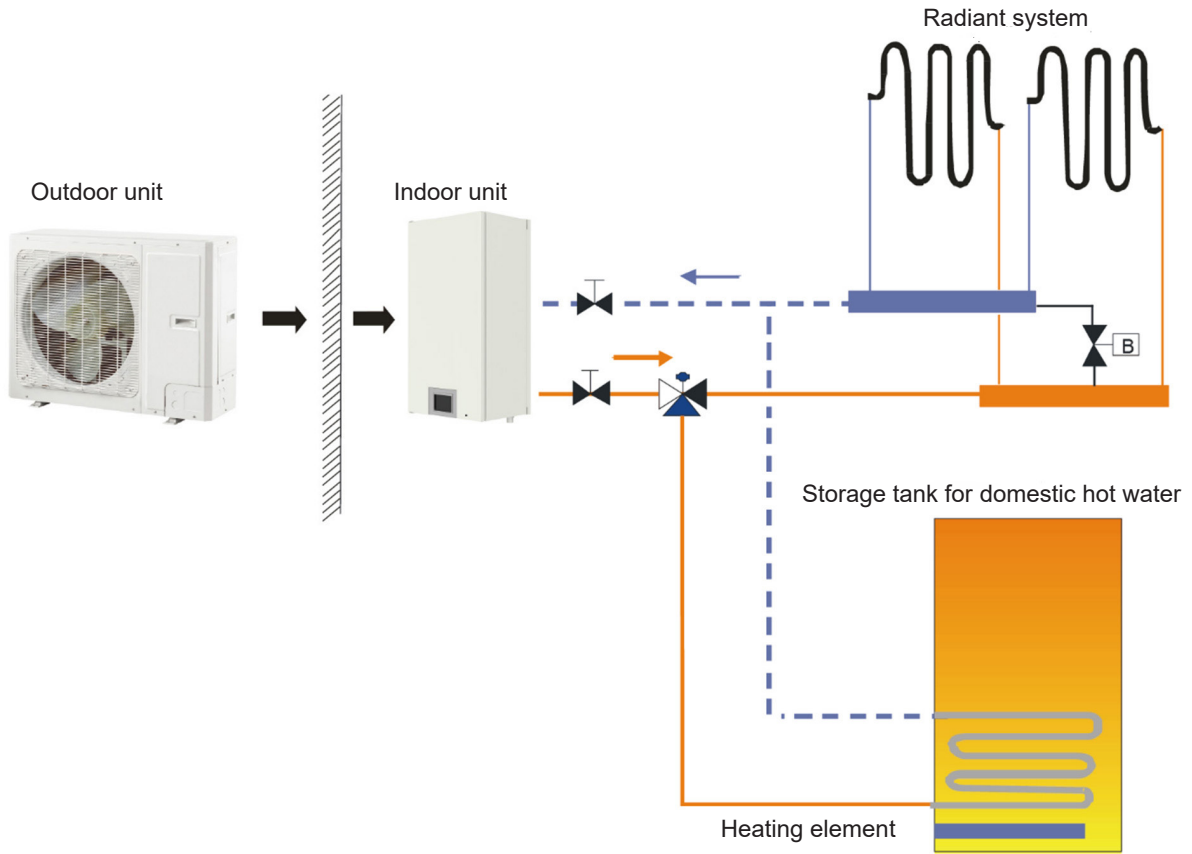 Radiant system
Outdoor unit
Indoor unit
B
Storage tank for domestic hot water
Heating element